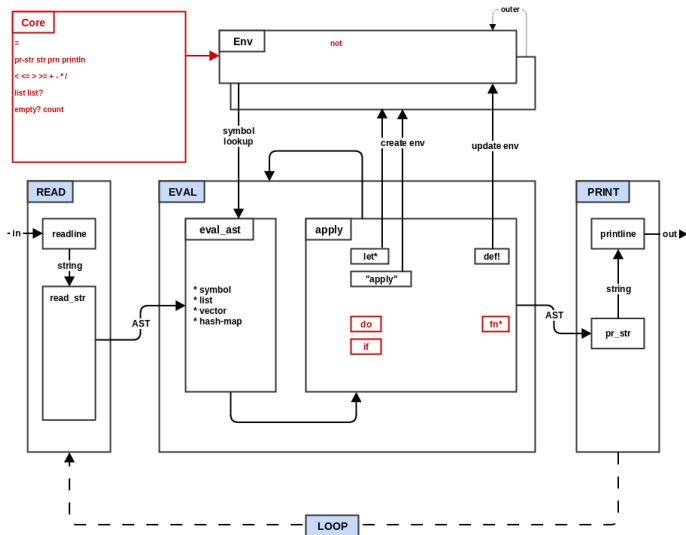 outer
Core
Env
not
=
pr-str str prn println
< <= > >= + - * /
list list?
empty? count
symbol
lookup
create env
update env
READ
EVAL
PRINT
readline
eval_ast
apply
printline
- in
out
let*
def!
string
"apply"
read_str
* symbol
* list
* vector
* hash-map
string
do
fn*
if
AST
AST
pr_str
LOOP